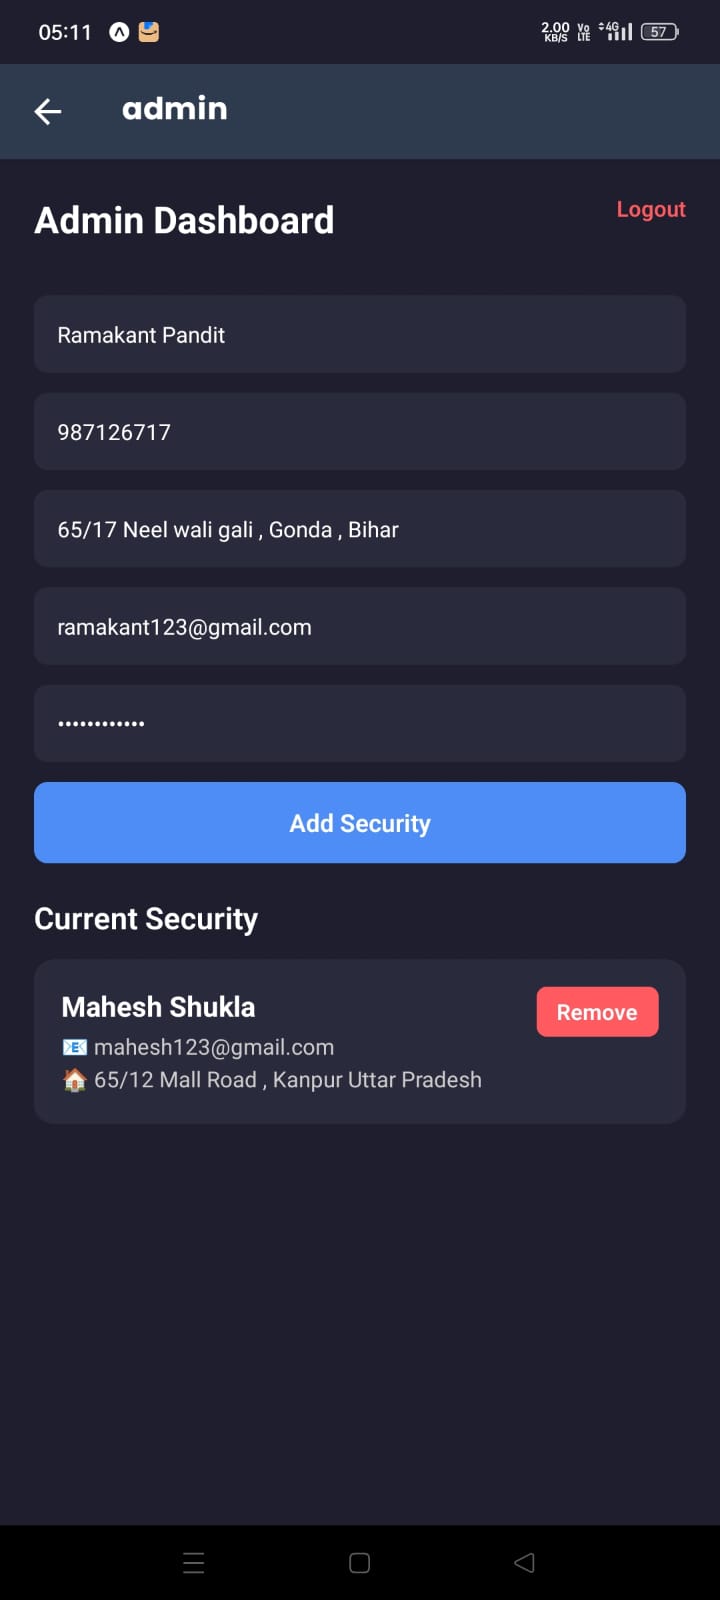 05:11
2.00 KB/S Vo LTE 4G 57
admin
Admin Dashboard
Logout
Ramakant Pandit
987126717
65/17 Neel wali gali , Gonda , Bihar
ramakant123@gmail.com
••••••••••••
Add Security
Current Security
Mahesh Shukla
Remove
📧 mahesh123@gmail.com
🏠 65/12 Mall Road , Kanpur Uttar Pradesh